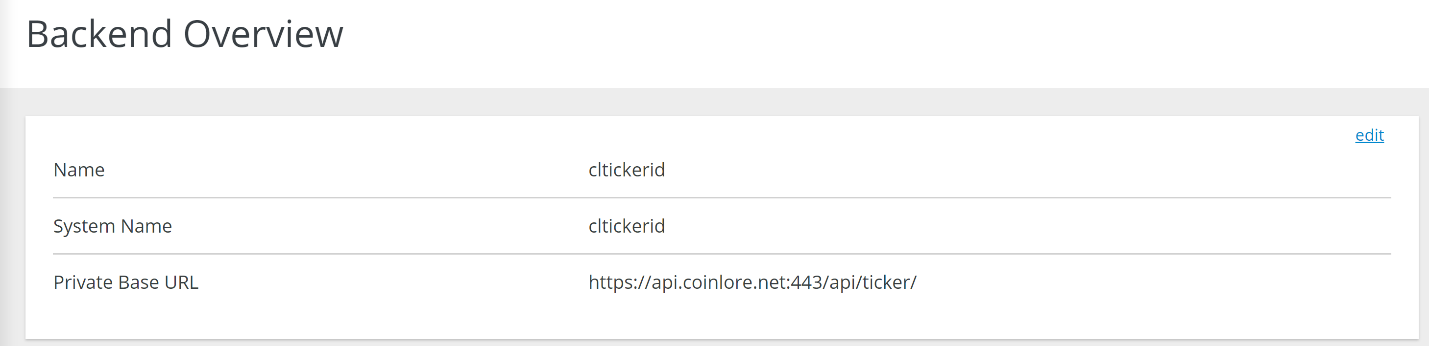 Backend Overview
edit
Name cltickerid
System Name cltickerid
Private Base URL https://api.coinlore.net:443/api/ticker/